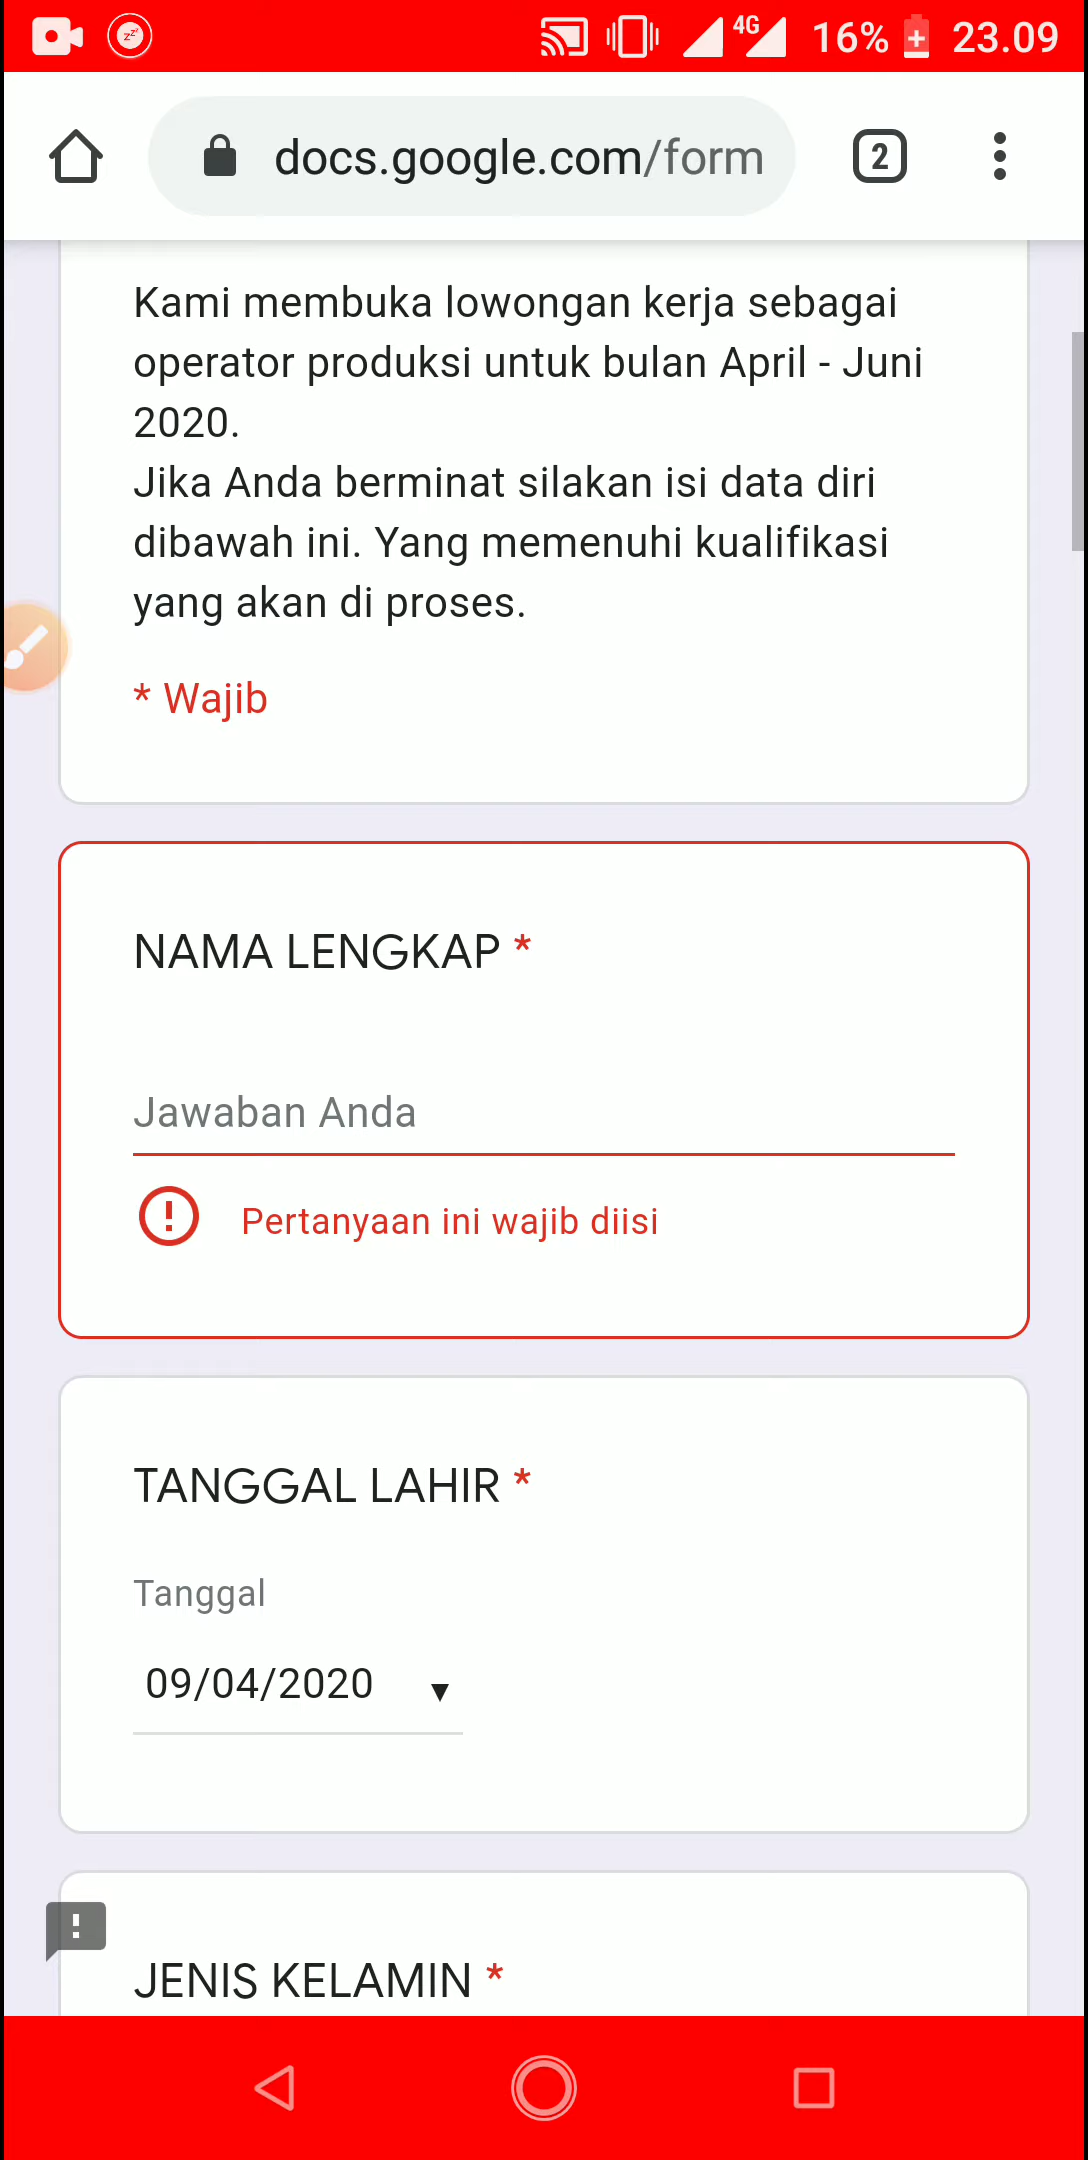 4G 16% 23.09
docs.google.com/form 2
Kami membuka lowongan kerja sebagai
operator produksi untuk bulan April - Juni
2020.
Jika Anda berminat silakan isi data diri
dibawah ini. Yang memenuhi kualifikasi
yang akan di proses.
* Wajib
NAMA LENGKAP *
Jawaban Anda
Pertanyaan ini wajib diisi
TANGGAL LAHIR *
Tanggal
09/04/2020
JENIS KELAMIN *